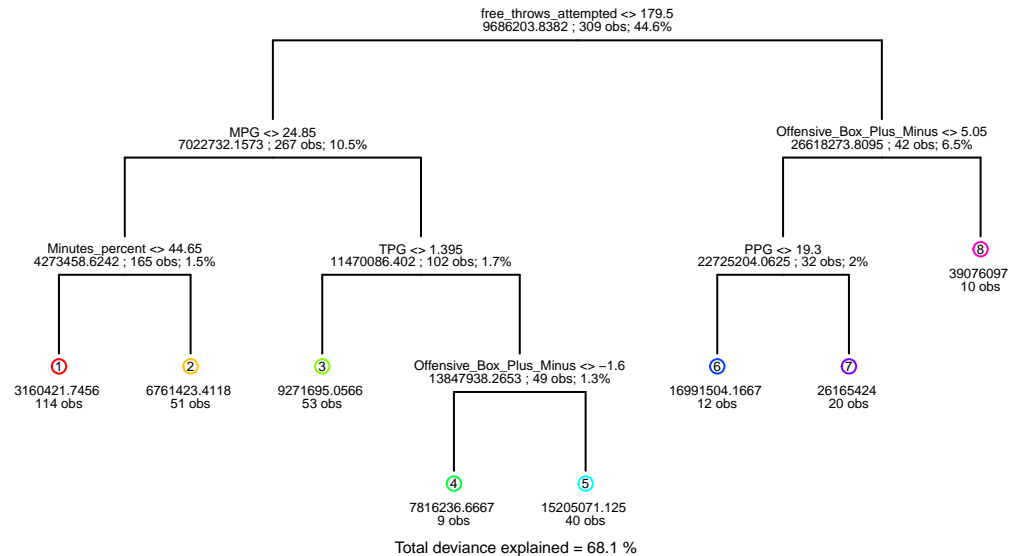 free_throws_attempted <> 179.5
9686203.8382 ; 309 obs; 44.6%
MPG <> 24.85
7022732.1573 ; 267 obs; 10.5%
Offensive_Box_Plus_Minus <> 5.05
26618273.8095 ; 42 obs; 6.5%
Minutes_percent <> 44.65
4273458.6242 ; 165 obs; 1.5%
TPG <> 1.395
11470086.402 ; 102 obs; 1.7%
PPG <> 19.3
22725204.0625 ; 32 obs; 2%
8
39076097
10 obs
1
3160421.7456
114 obs
2
6761423.4118
51 obs
3
9271695.0566
53 obs
Offensive_Box_Plus_Minus <> −1.6
13847938.2653 ; 49 obs; 1.3%
6
16991504.1667
12 obs
7
26165424
20 obs
4
7816236.6667
9 obs
5
15205071.125
40 obs
Total deviance explained = 68.1 %